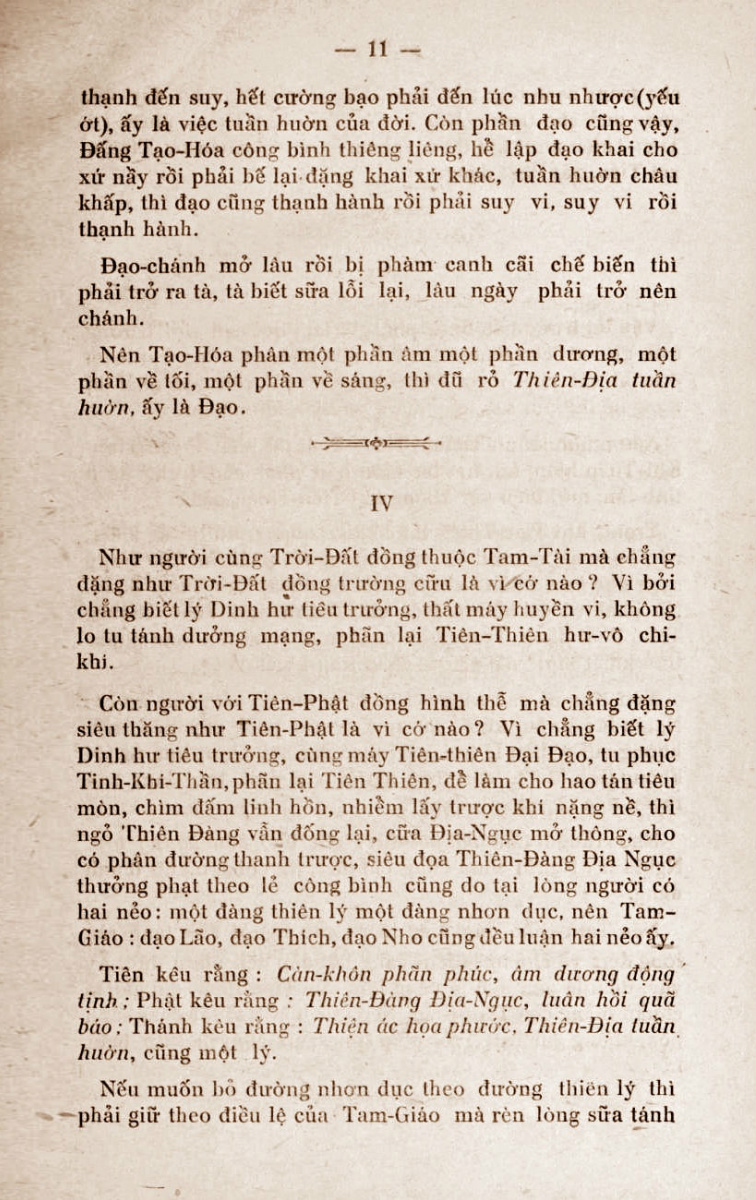 — 11 —
thạnh đến suy, hết cường bạo phải đến lúc nhu nhược (yếu
ớt), ấy là việc tuần huờn của đời. Còn phần đạo cũng vậy,
Đấng Tạo-Hóa công bình thiêng liêng, hễ lập đạo khai cho
xứ nầy rồi phải bế lại đặng khai xứ khác, tuần huờn châu
khấp, thì đạo cũng thạnh hành rồi phải suy vi, suy vi rồi
thạnh hành.
Đạo-chánh mở lâu rồi bị phàm canh cãi chế biến thì
phải trở ra tà, tà biết sữa lỗi lại, lâu ngày phải trở nên
chánh.
Nên Tạo-Hóa phân một phần âm một phần dương, một
phần về tối, một phần về sáng, thì đũ rỏ Thiên-Địa tuần
huờn, ấy là Đạo.
IV
Như người cùng Trời-Đất đồng thuộc Tam-Tài mà chẳng
đặng như Trời-Đất đồng trường cữu là vì cớ nào ? Vì bởi
chẳng biết lý Dinh hư tiêu trưởng, thất máy huyền vi, không
lo tu tánh dưởng mạng, phãn lại Tiên-Thiên hư-vô chi-
khí.
Còn người với Tiên-Phật đồng hình thễ mà chẳng đặng
siêu thăng như Tiên-Phật là vì cớ nào ? Vì chẳng biết lý
Dinh hư tiêu trưởng, cùng máy Tiên-thiên Đại Đạo, tu phục
Tinh-Khí-Thần, phãn lại Tiên Thiên, đễ làm cho hao tán tiêu
mòn, chìm đấm linh hồn, nhiễm lấy trược khí nặng nề, thì
ngỏ Thiên Đàng vẫn đống lại, cữa Địa-Ngục mở thông, cho
có phân đường thanh trược, siêu đọa Thiên-Đàng Địa Ngục
thưởng phạt theo lẻ công bình cũng do tại lòng người có
hai nẻo : một đàng thiên lý một đàng nhơn dục, nên Tam-
Giáo : đạo Lão, đạo Thích, đạo Nho cũng đều luận hai nẻo ấy.
Tiên kêu rằng : Càn-khôn phãn phúc, âm dương động
tịnh ; Phật kêu rằng : Thiên-Đàng Địa-Ngục, luân hồi quã
báo ; Thánh kêu rằng : Thiện ác họa phước, Thiên-Địa tuần
huờn, cũng một lý.
Nếu muốn bỏ đường nhơn dục theo đường thiên lý thì
phải giữ theo điều lệ của Tam-Giáo mà rèn lòng sữa tánh